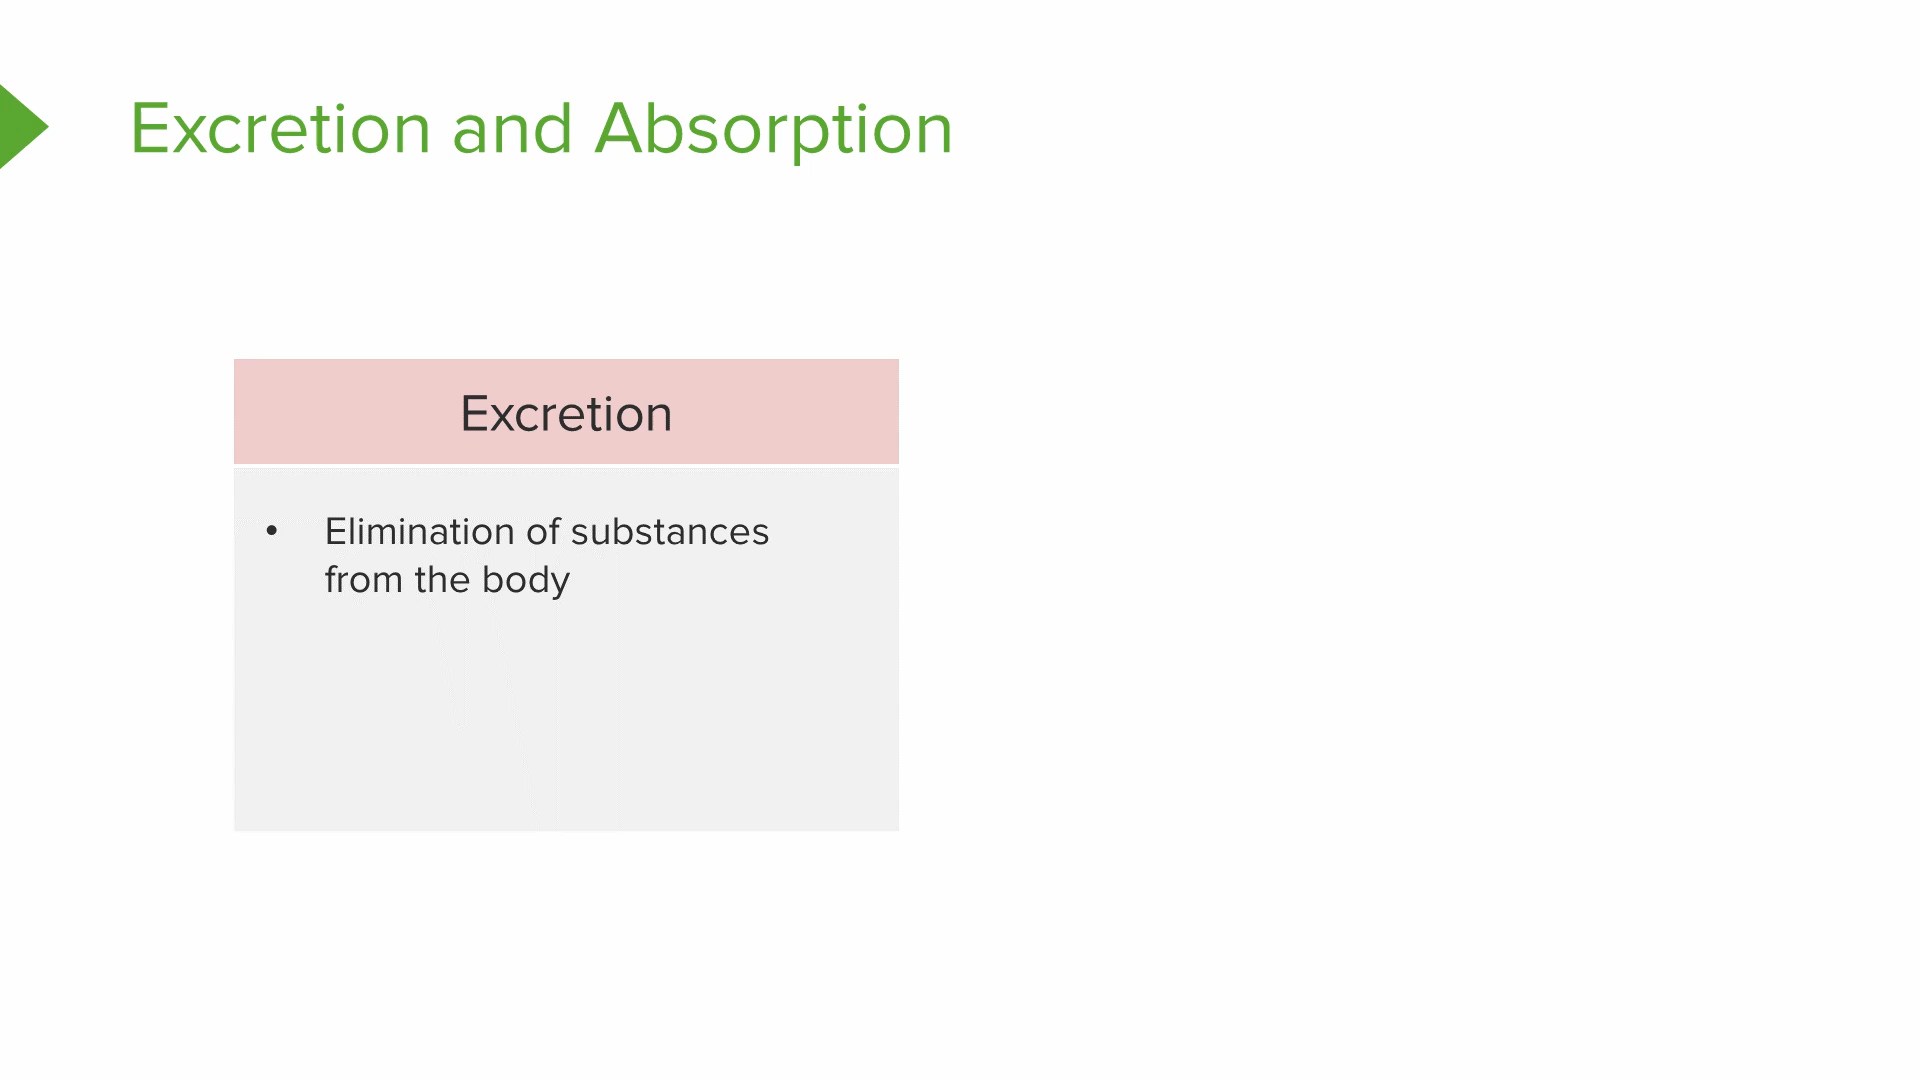 Excretion and Absorption
Excretion
• Elimination of substances
from the body